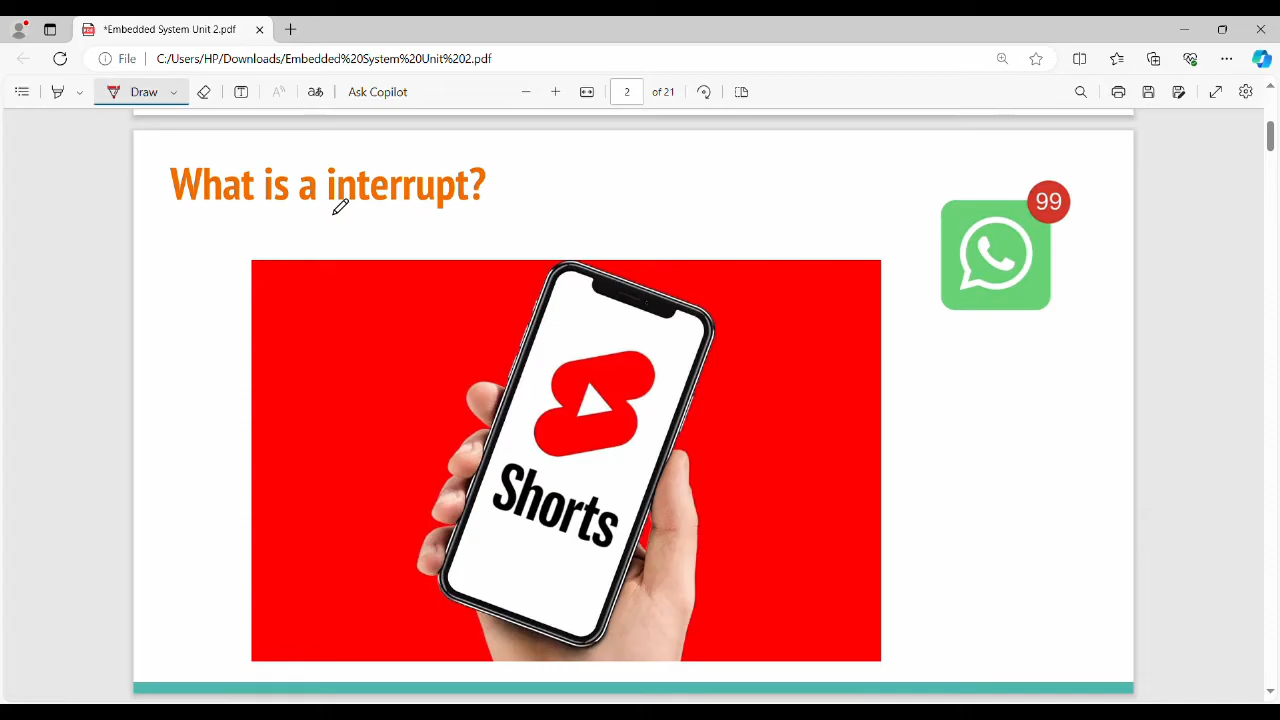 *Embedded System Unit 2.pdf
File
C:/Users/HP/Downloads/Embedded%20System%20Unit%202.pdf
Draw
Ask Copilot
2
of 21
What is a interrupt?
99
Shorts